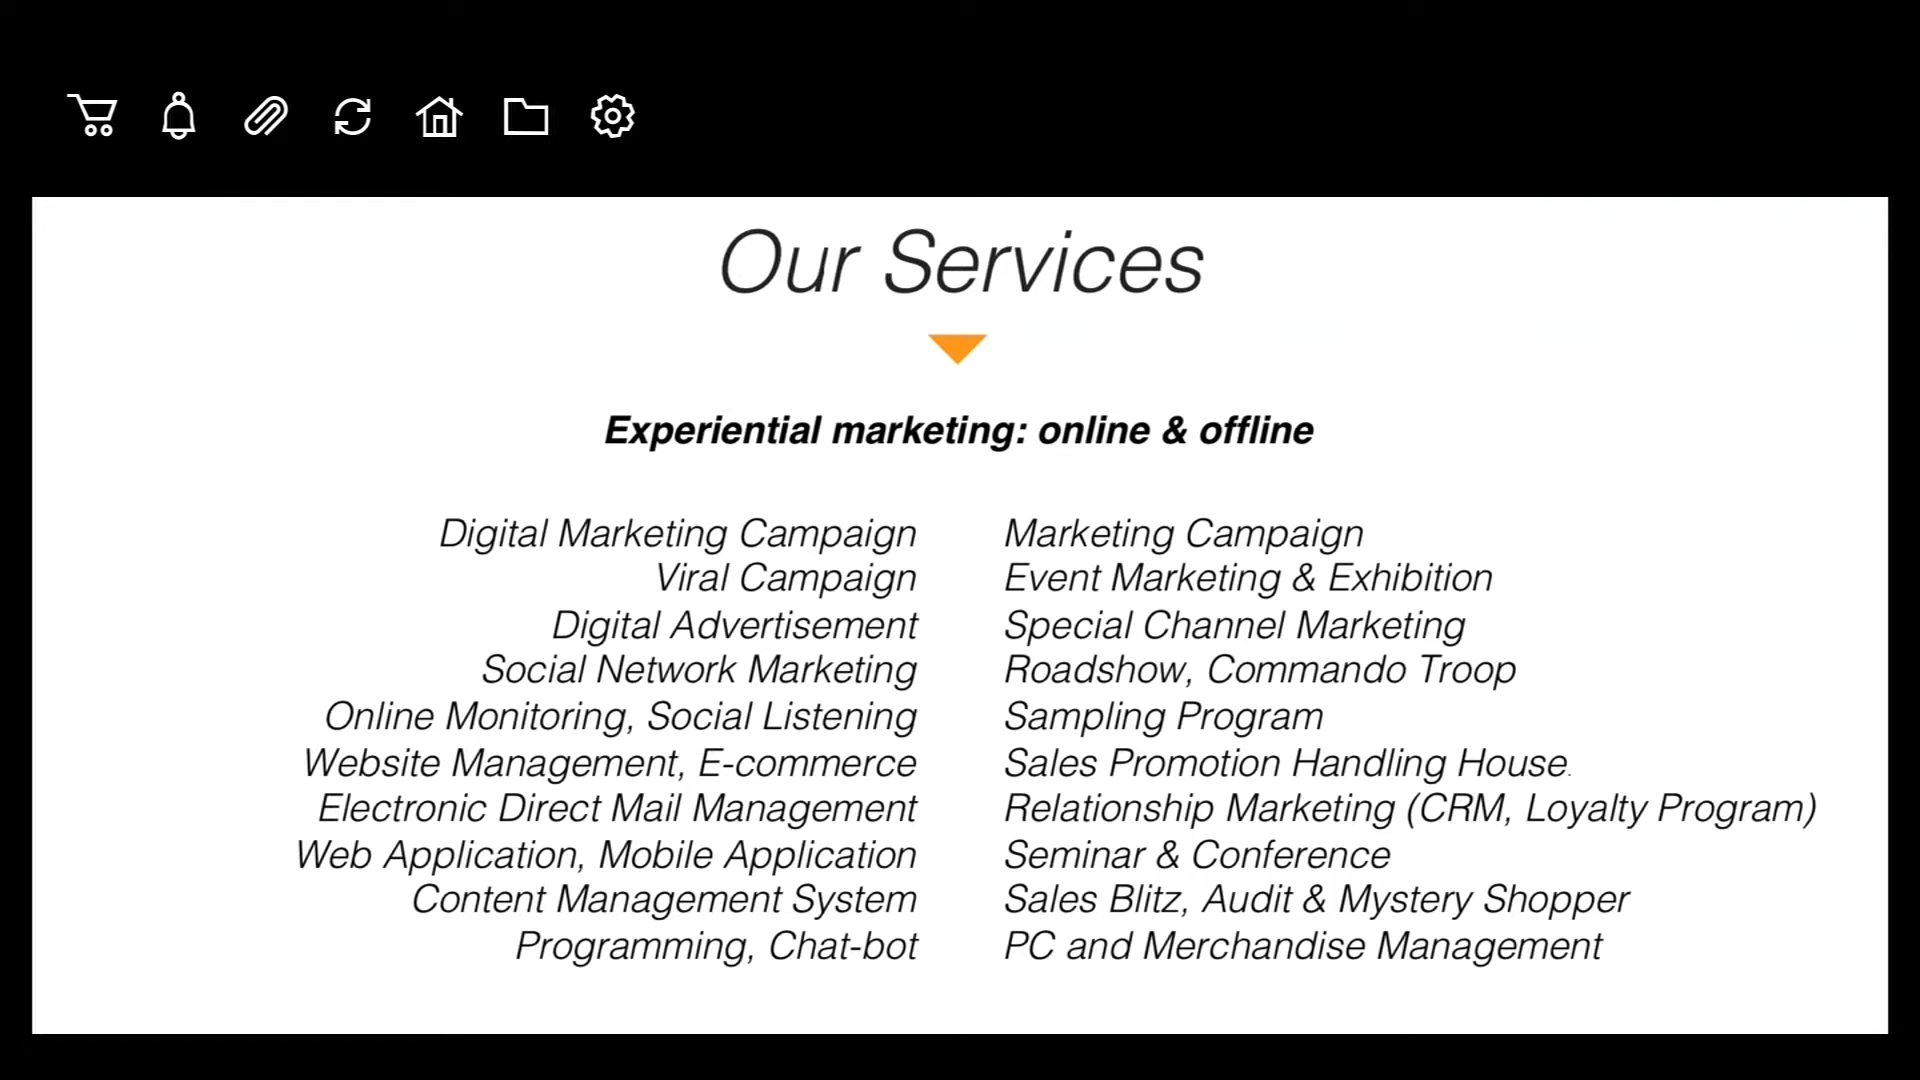 Our Services
Experiential marketing: online & offline
Digital Marketing Campaign
Viral Campaign
Digital Advertisement
Social Network Marketing
Online Monitoring, Social Listening
Website Management, E-commerce
Electronic Direct Mail Management
Web Application, Mobile Application
Content Management System
Programming, Chat-bot
Marketing Campaign
Event Marketing & Exhibition
Special Channel Marketing
Roadshow, Commando Troop
Sampling Program
Sales Promotion Handling House.
Relationship Marketing (CRM, Loyalty Program)
Seminar & Conference
Sales Blitz, Audit & Mystery Shopper
PC and Merchandise Management